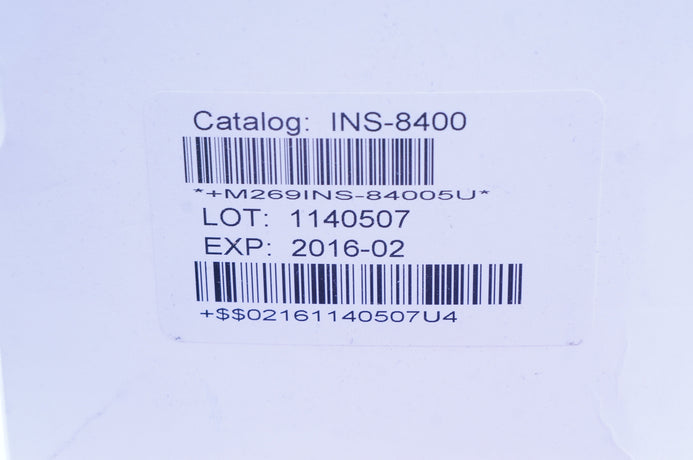 Catalog: INS-8400
*+M269INS-84005U*
LOT: 1140507
EXP: 2016-02
+$$02161140507U4